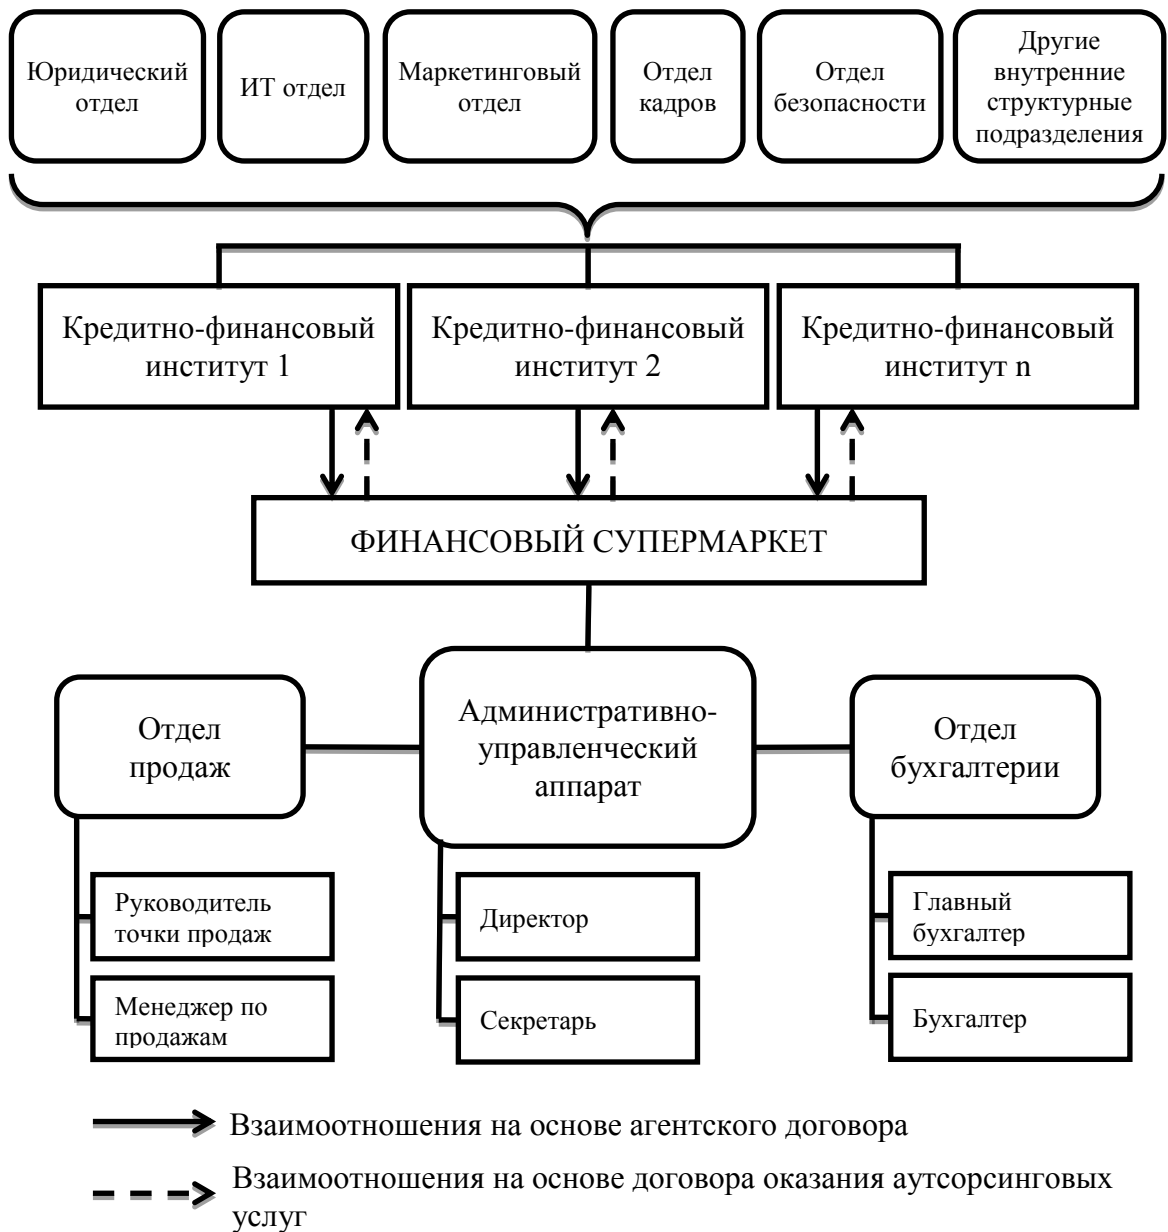 Юридический
отдел
ИТ отдел
Маркетинговый
отдел
Отдел
кадров
Отдел
безопасности
Другие
внутренние
структурные
подразделения
Кредитно-финансовый
институт 1
Кредитно-финансовый
институт 2
Кредитно-финансовый
институт n
ФИНАНСОВЫЙ СУПЕРМАРКЕТ
Отдел
продаж
Административно-
управленческий
аппарат
Отдел
бухгалтерии
Руководитель
точки продаж
Менеджер по
продажам
Директор
Секретарь
Главный
бухгалтер
Бухгалтер
Взаимоотношения на основе агентского договора
Взаимоотношения на основе договора оказания аутсорсинговых
услуг